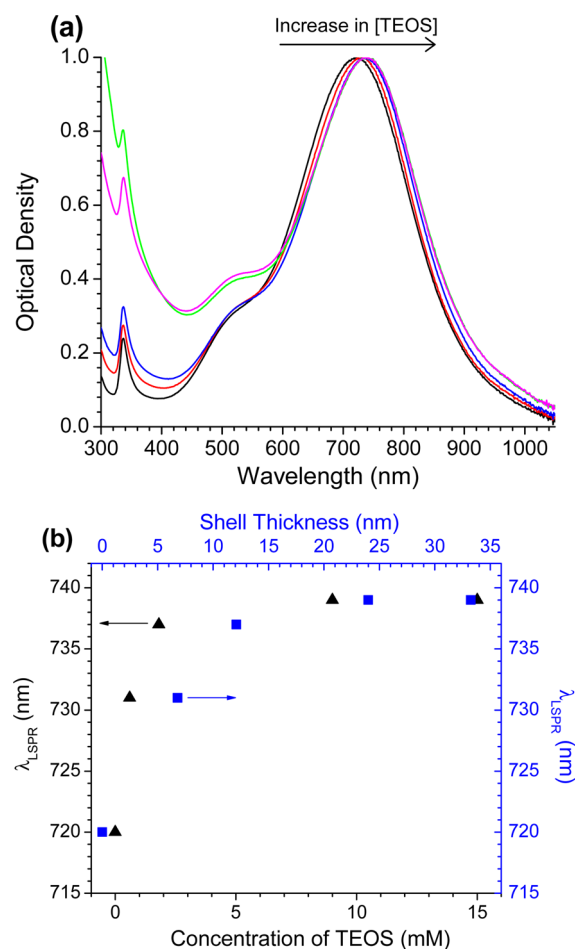 (a)
Increase in [TEOS]
1.0
0.8
0.6
0.4
0.2
0.0
Optical Density
300 400 500 600 700 800 900 1000
Wavelength (nm)
(b)
Shell Thickness (nm)
0 5 10 15 20 25 30 35
740
735
730
725
720
715
λLSPR (nm)
740
735
730
725
720
715
λLSPR (nm)
0 5 10 15
Concentration of TEOS (mM)